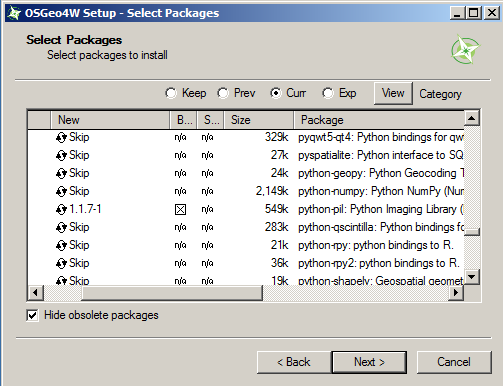 OSGeo4W Setup - Select Packages
Select Packages
Select packages to install
Keep Prev Curr Exp View Category
New B... S... Size Package
Skip n/a n/a 329k pyqwt5-qt4: Python bindings for qw
Skip n/a n/a 27k pyspatialite: Python interface to SQ
Skip n/a n/a 24k python-geopy: Python Geocoding T
Skip n/a n/a 2,149k python-numpy: Python NumPy (Num
1.1.7-1 n/a 549k python-pil: Python Imaging Library (
Skip n/a n/a 283k python-qscintilla: Python bindings fo
Skip n/a n/a 21k python-rpy: python bindings to R.
Skip n/a n/a 36k python-rpy2: python bindings to R.
Skip n/a n/a 19k python-shapely: Geospatial geomet
Hide obsolete packages
< Back Next > Cancel